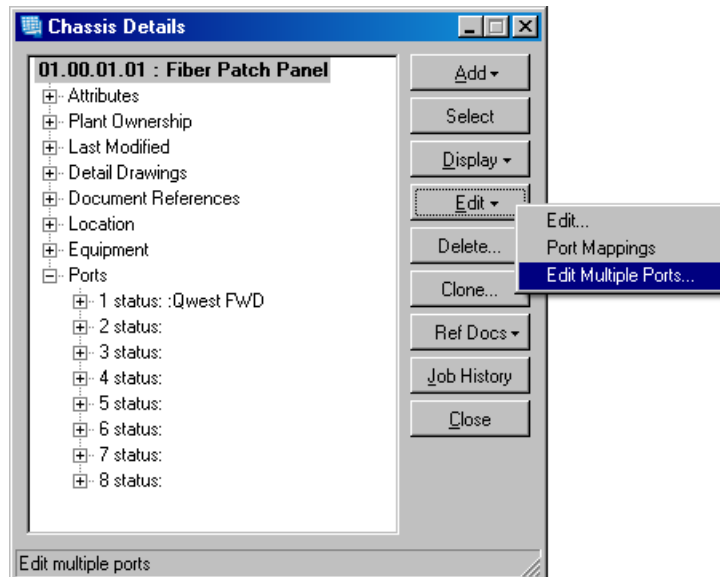 Chassis Details
01.00.01.01 : Fiber Patch Panel
Attributes
Plant Ownership
Last Modified
Detail Drawings
Document References
Location
Equipment
Ports
1 status: :Qwest FWD
2 status:
3 status:
4 status:
5 status:
6 status:
7 status:
8 status:
Add
Select
Display
Edit
Delete...
Clone...
Ref Docs
Job History
Close
Edit...
Port Mappings
Edit Multiple Ports...
Edit multiple ports